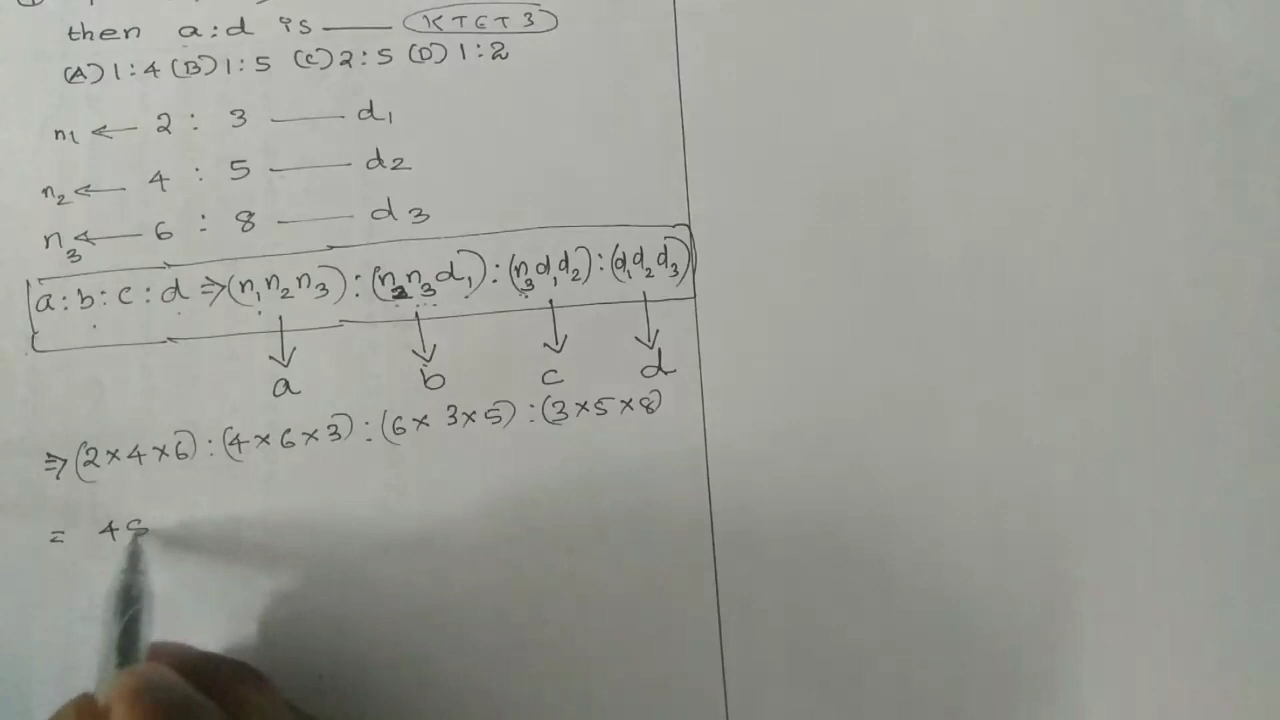 then a:d is —— KTET 3
(A) 1:4 (B) 1:5 (C) 2:5 (D) 1:2
n1 ← 2 : 3 —— d1
n2 ← 4 : 5 —— d2
n3 ← 6 : 8 —— d3
a:b:c:d ⇒ (n1n2n3) : (n2n3d1) : (n3d1d2) : (d1d2d3)
a b c d
⇒ (2×4×6) : (4×6×3) : (6×3×5) : (3×5×8)
= 48